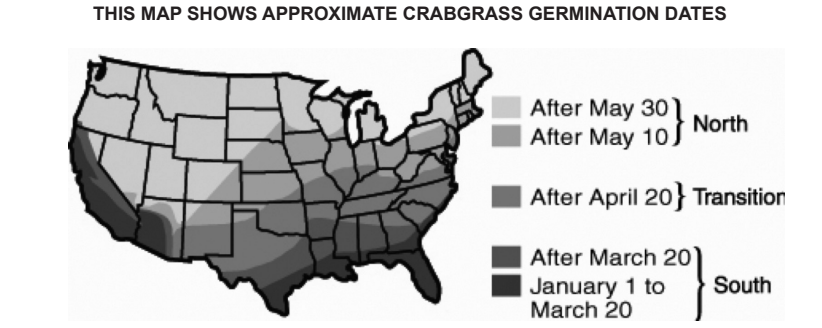 THIS MAP SHOWS APPROXIMATE CRABGRASS GERMINATION DATES
After May 30
After May 10
North
After April 20
Transition
After March 20
January 1 to
March 20
South